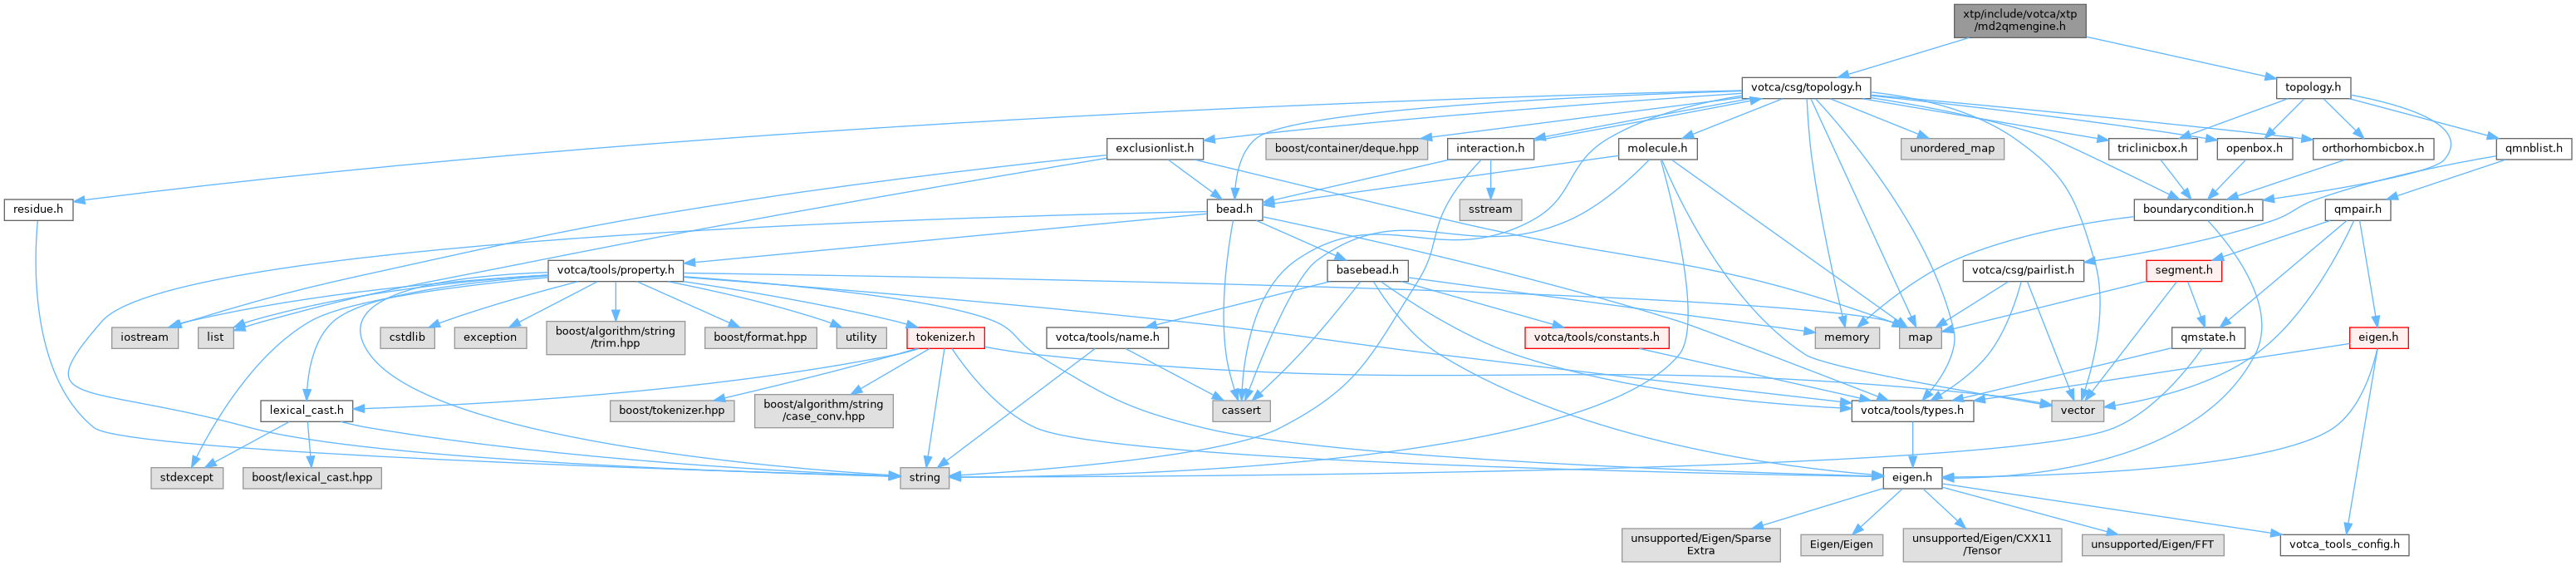 xtp/include/votca/xtp
/md2qmengine.h
votca/csg/topology.h
topology.h
exclusionlist.h
boost/container/deque.hpp
interaction.h
molecule.h
unordered_map
triclinicbox.h
openbox.h
orthorhombicbox.h
qmnblist.h
residue.h
bead.h
sstream
boundarycondition.h
qmpair.h
votca/tools/property.h
basebead.h
votca/csg/pairlist.h
segment.h
iostream
list
cstdlib
exception
boost/algorithm/string
/trim.hpp
boost/format.hpp
utility
tokenizer.h
votca/tools/name.h
votca/tools/constants.h
memory
map
qmstate.h
eigen.h
lexical_cast.h
boost/tokenizer.hpp
boost/algorithm/string
/case_conv.hpp
cassert
votca/tools/types.h
vector
stdexcept
boost/lexical_cast.hpp
string
eigen.h
unsupported/Eigen/Sparse
Extra
Eigen/Eigen
unsupported/Eigen/CXX11
/Tensor
unsupported/Eigen/FFT
votca_tools_config.h